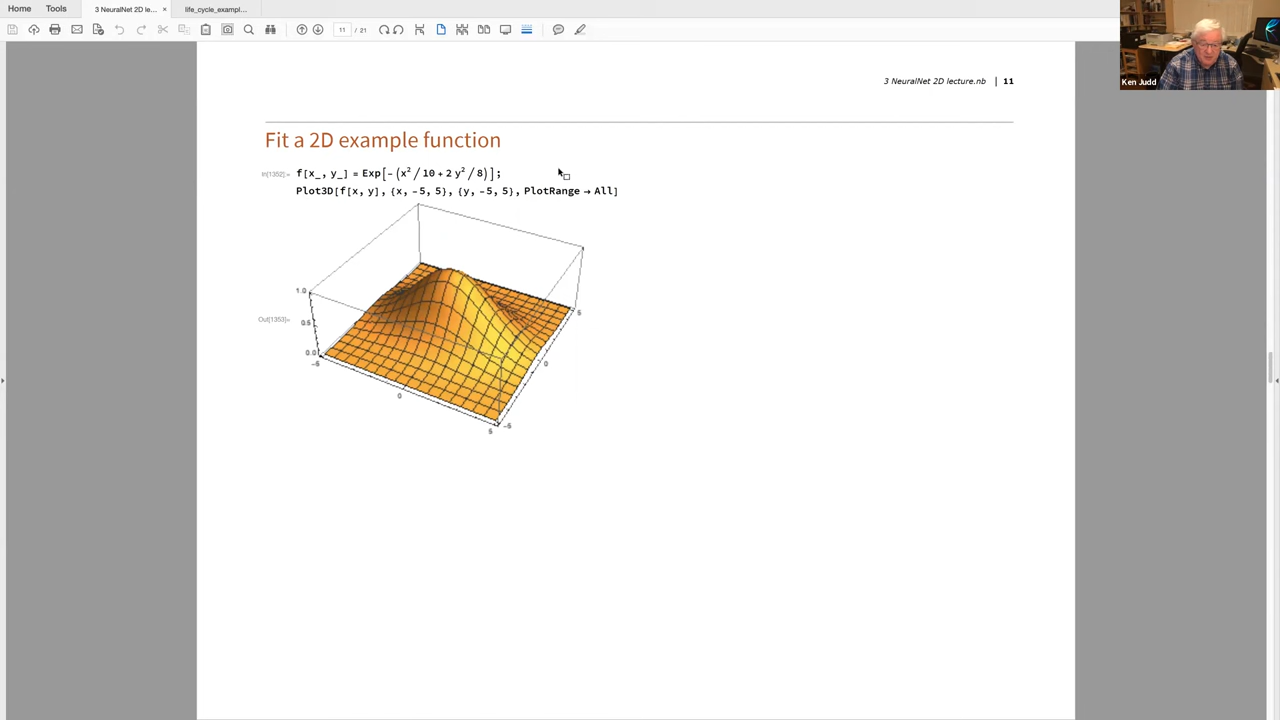 Home Tools 3 NeuralNet 2D le... × life_cycle_exampl...
11 / 21
Ken Judd
3 NeuralNet 2D lecture.nb | 11
Fit a 2D example function
In[1352]:= f[x_, y_] = Exp[-(x² / 10 + 2 y² / 8)];
Plot3D[f[x, y], {x, -5, 5}, {y, -5, 5}, PlotRange → All]
Out[1353]=
1.0
0.5
0.0
-5
0
5
-5
0
5